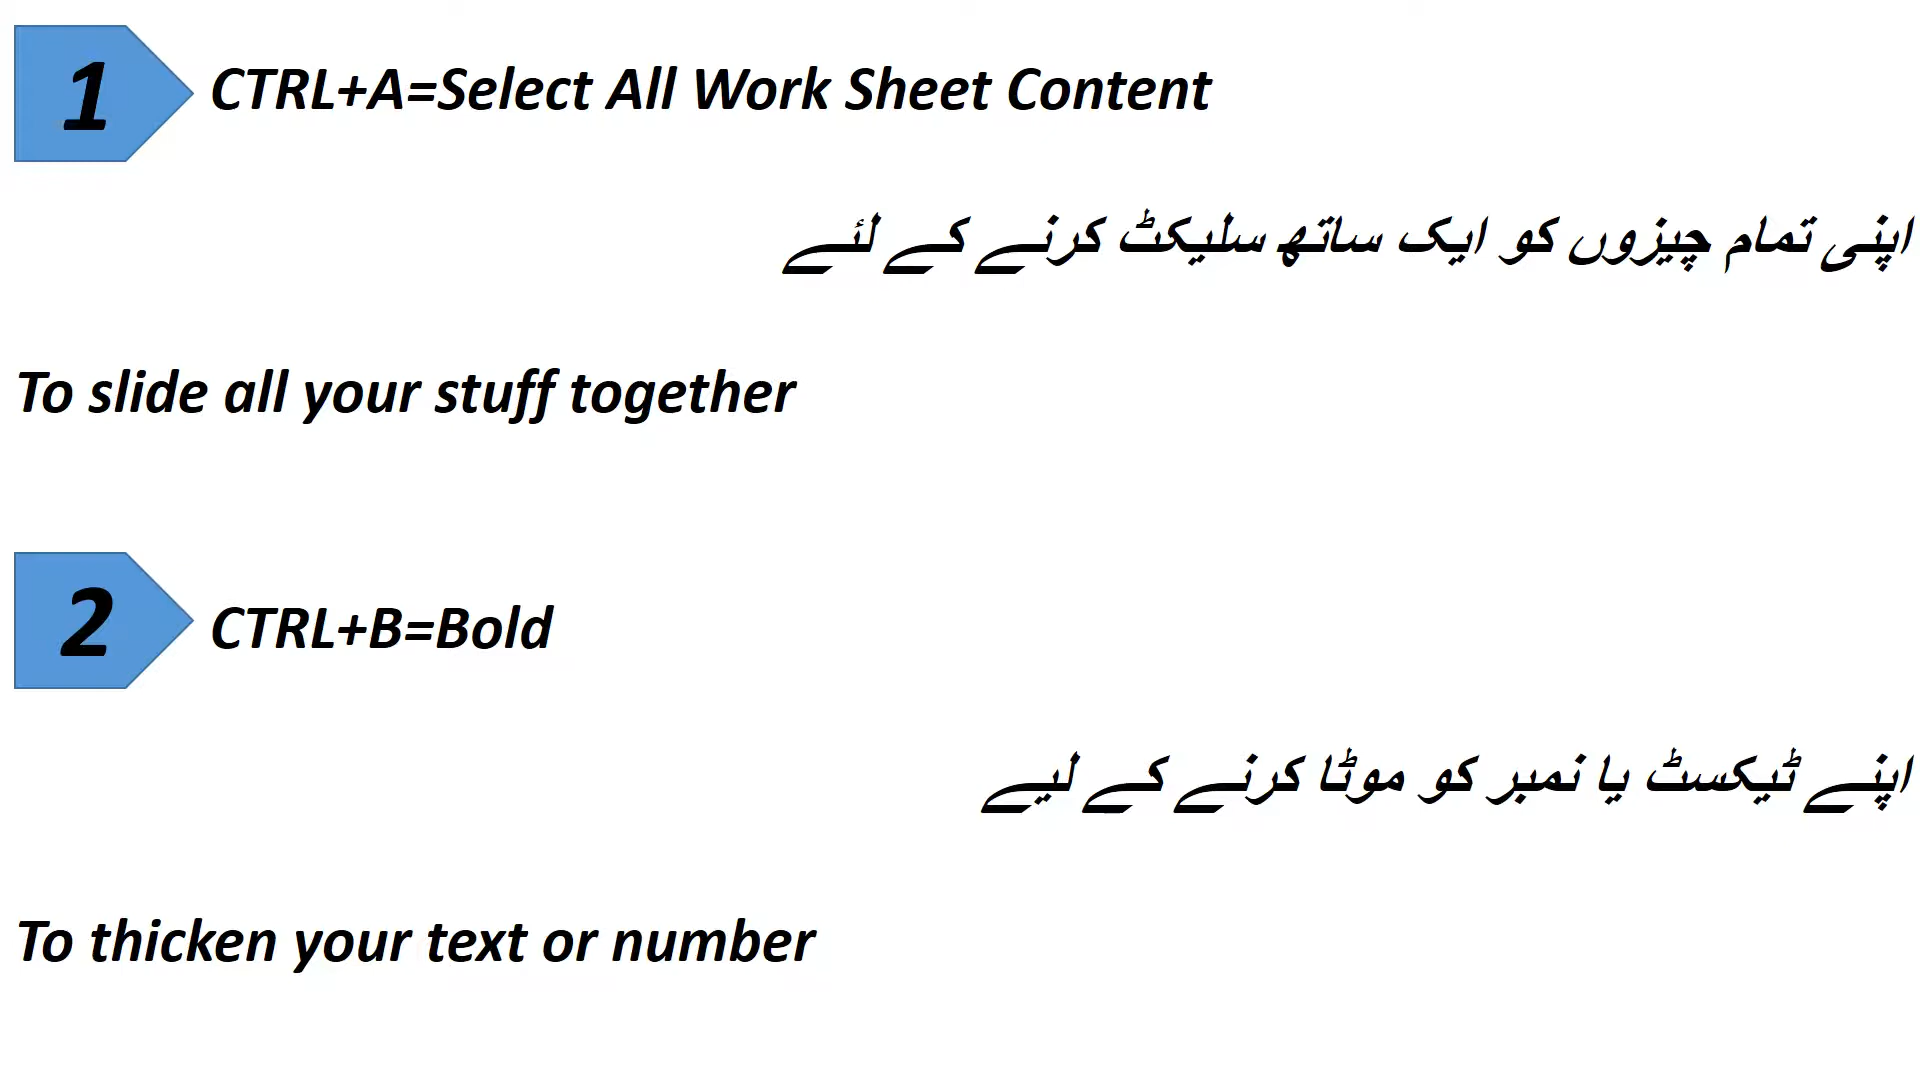 1
CTRL+A=Select All Work Sheet Content
اپنی تمام چیزوں کو ایک ساتھ سلیکٹ کرنے کے لئے
To slide all your stuff together
2
CTRL+B=Bold
اپنے ٹیکسٹ یا نمبر کو موٹا کرنے کے لیے
To thicken your text or number